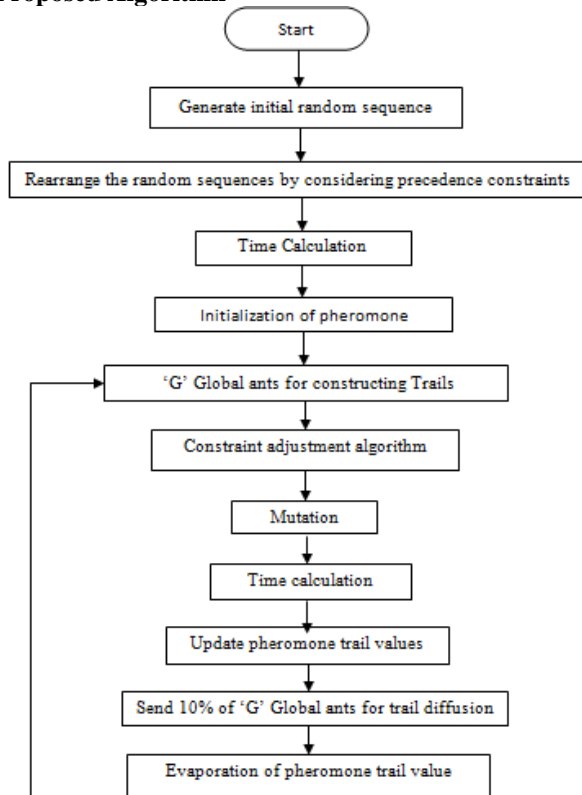 Proposed Algorithm
Start
Generate initial random sequence
Rearrange the random sequences by considering precedence constraints
Time Calculation
Initialization of pheromone
‘G’ Global ants for constructing Trails
Constraint adjustment algorithm
Mutation
Time calculation
Update pheromone trail values
Send 10% of ‘G’ Global ants for trail diffusion
Evaporation of pheromone trail value